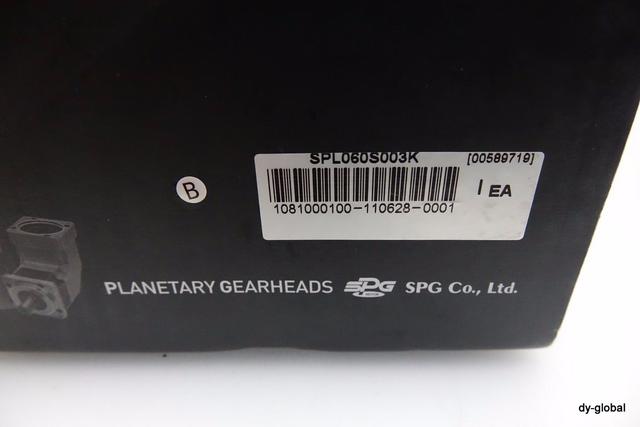 SPL060S003K [00589719]
B
1 EA
1081000100-110628-0001
PLANETARY GEARHEADS SPG SPG Co., Ltd.
dy-global